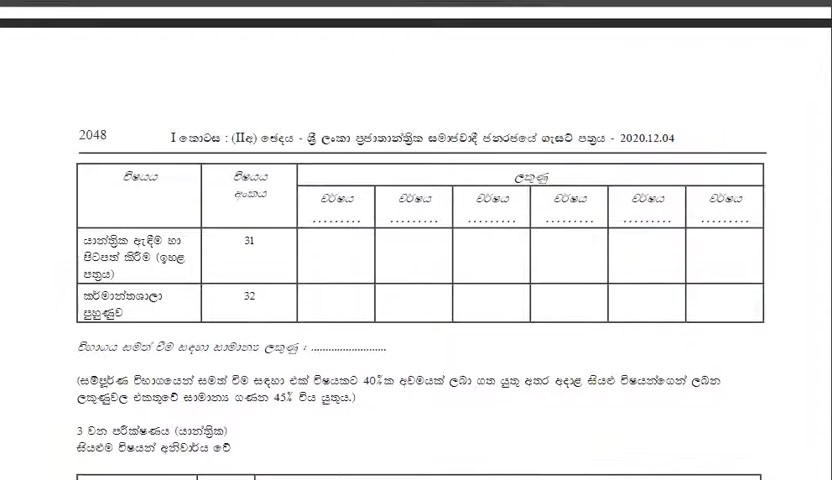 2048 I කොටස : (IIඅ) ඡෙදය - ශ්‍රී ලංකා ප්‍රජාතාන්ත්‍රික සමාජවාදී ජනරජයේ ගැසට් පත්‍රය - 2020.12.04
විෂයය විෂයය ලකුණු
අංකය වර්ෂය වර්ෂය වර්ෂය වර්ෂය වර්ෂය වර්ෂය
......... ......... ......... ......... ......... .........
යාන්ත්‍රික ඇඳීම හා 31
පිටපත් කිරීම (ඉහළ
පත්‍රය)
කර්මාන්තශාලා 32
පුහුණුව
විභාගය සමත් වීම සඳහා සාමාන්‍ය ලකුණු : ..........................
(සම්පූර්ණ විභාගයෙන් සමත් වීම සඳහා එක් විෂයකට 40%ක අවමයක් ලබා ගත යුතු අතර අදාළ සියළු විෂයන්ගෙන් ලබන
ලකුණුවල එකතුවේ සාමාන්‍ය ගණන 45% විය යුතුය.)
3 වන පරීක්ෂණය (යාන්ත්‍රික)
සියළුම විෂයන් අනිවාර්ය වේ